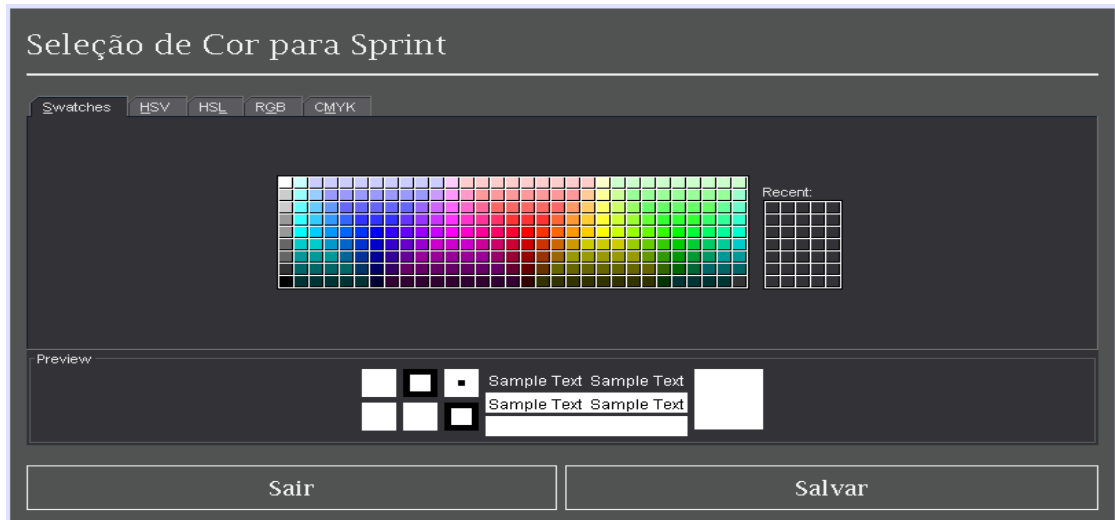 Seleção de Cor para Sprint
Swatches HSV HSL RGB CMYK
Recent:
Preview
Sample Text Sample Text
Sample Text Sample Text
Sair Salvar